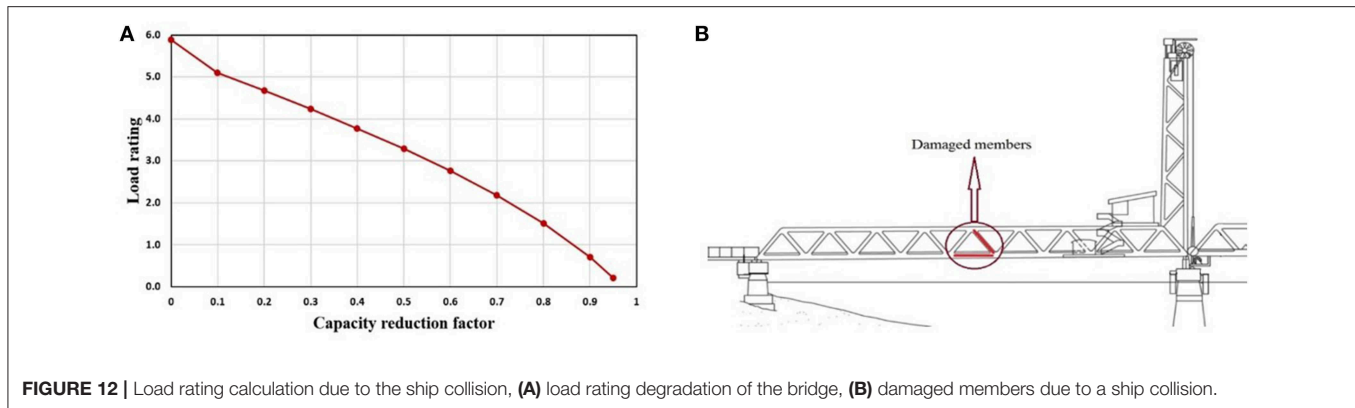 A
6.0
5.0
4.0
3.0
2.0
1.0
0.0
Load rating
0 0.1 0.2 0.3 0.4 0.5 0.6 0.7 0.8 0.9 1
Capacity reduction factor
B
Damaged members
FIGURE 12 | Load rating calculation due to the ship collision, (A) load rating degradation of the bridge, (B) damaged members due to a ship collision.